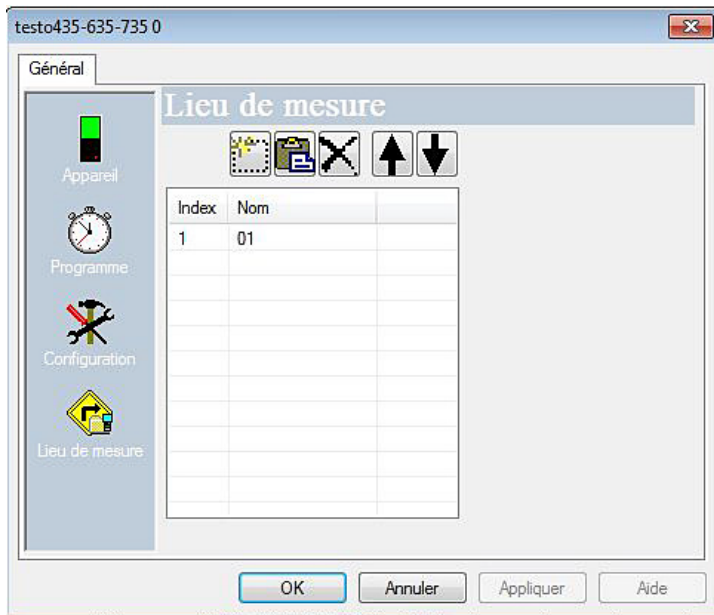 testo435-635-735 0
Général
Lieu de mesure
Appareil
Programme
Configuration
Lieu de mesure
Index Nom
1 01
OK Annuler Appliquer Aide